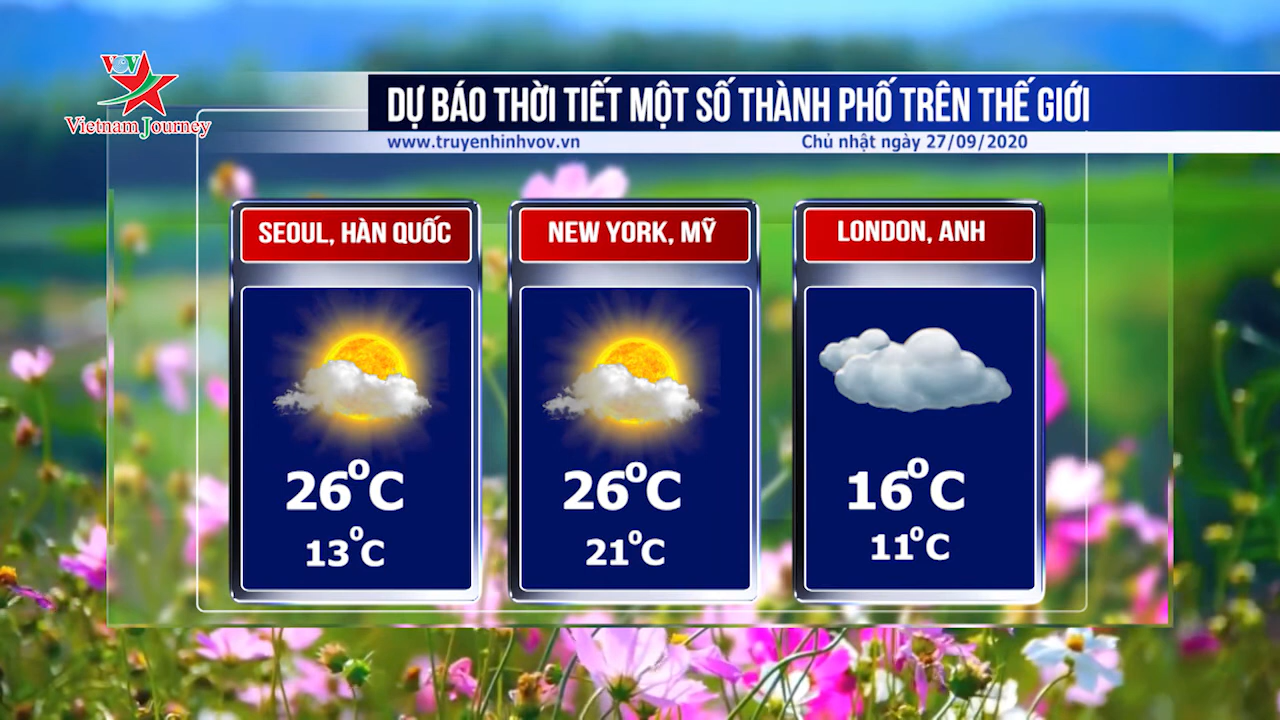 VOV
Vietnam Journey
DỰ BÁO THỜI TIẾT MỘT SỐ THÀNH PHỐ TRÊN THẾ GIỚI
www.truyenhinhvov.vn
Chủ nhật ngày 27/09/2020
SEOUL, HÀN QUỐC
26°C
13°C
NEW YORK, MỸ
26°C
21°C
LONDON, ANH
16°C
11°C